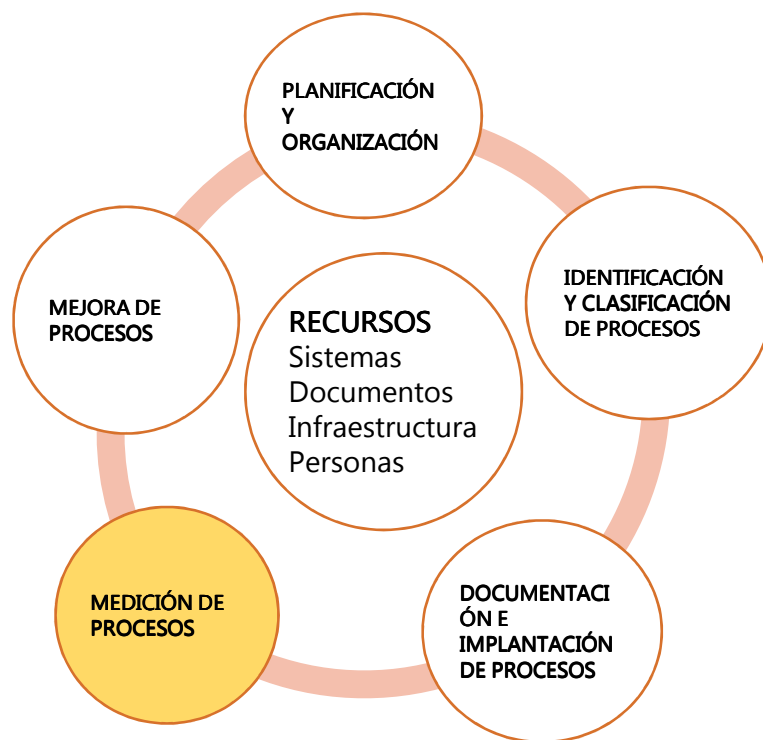 PLANIFICACIÓN
Y
ORGANIZACIÓN
IDENTIFICACIÓN
Y CLASIFICACIÓN
DE PROCESOS
MEJORA DE
PROCESOS
RECURSOS
Sistemas
Documentos
Infraestructura
Personas
MEDICIÓN DE
PROCESOS
DOCUMENTACI
ÓN E
IMPLANTACIÓN
DE PROCESOS